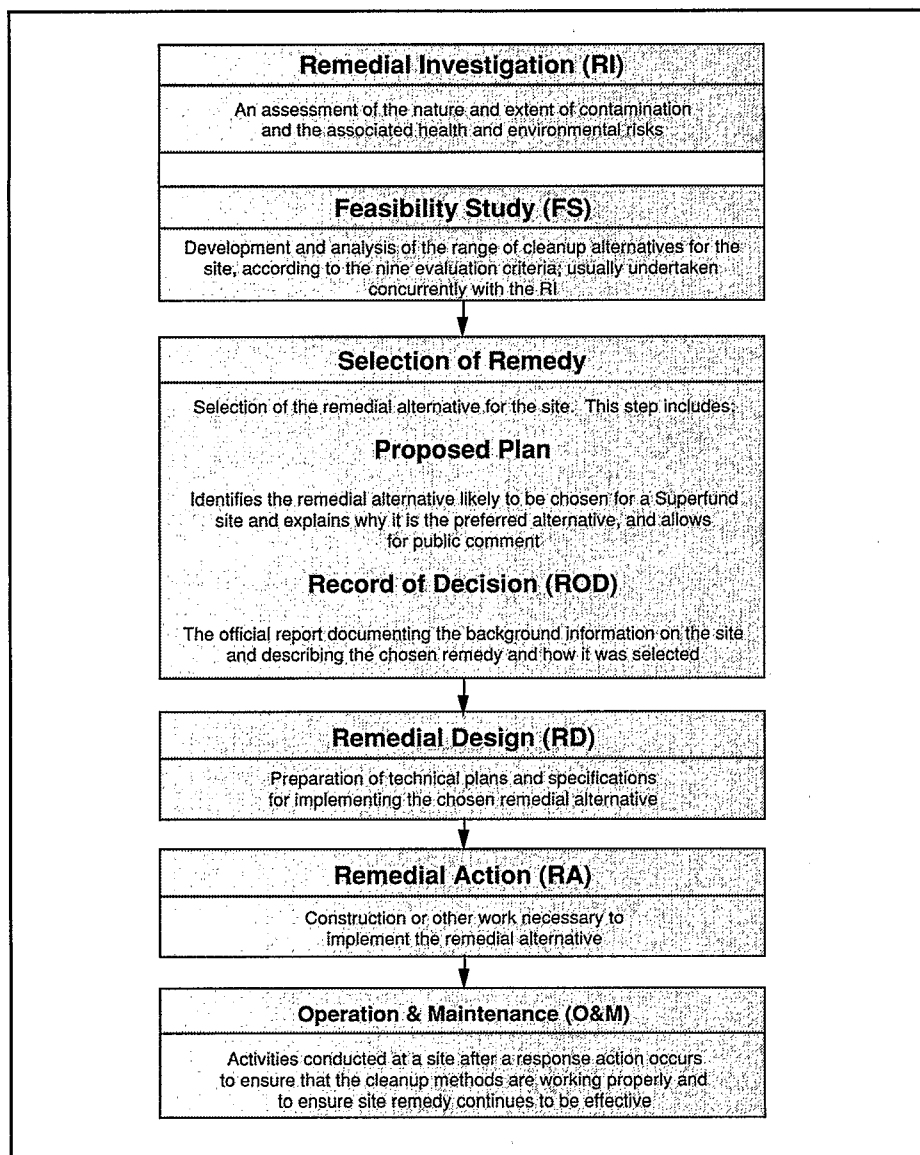 Remedial Investigation (RI)
An assessment of the nature and extent of contamination
and the associated health and environmental risks
Feasibility Study (FS)
Development and analysis of the range of cleanup alternatives for the
site, according to the nine evaluation criteria; usually undertaken
concurrently with the RI
Selection of Remedy
Selection of the remedial alternative for the site. This step includes:
Proposed Plan
Identifies the remedial alternative likely to be chosen for a Superfund
site and explains why it is the preferred alternative, and allows
for public comment
Record of Decision (ROD)
The official report documenting the background information on the site
and describing the chosen remedy and how it was selected
Remedial Design (RD)
Preparation of technical plans and specifications
for implementing the chosen remedial alternative
Remedial Action (RA)
Construction or other work necessary to
implement the remedial alternative
Operation & Maintenance (O&M)
Activities conducted at a site after a response action occurs
to ensure that the cleanup methods are working properly and
to ensure site remedy continues to be effective